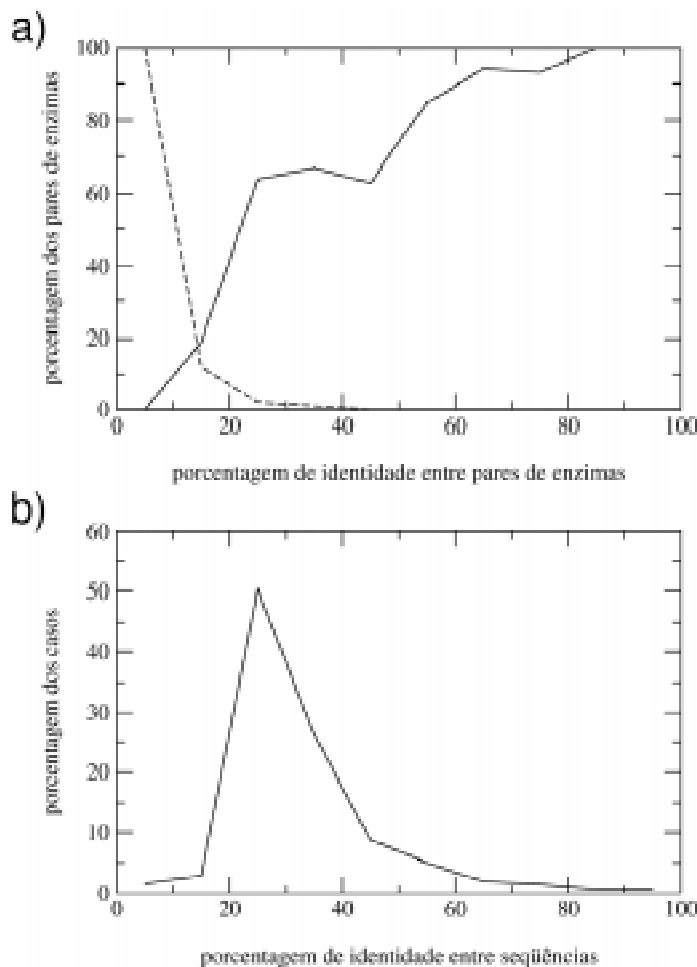 a)
porcentagem dos pares de enzimas
100
80
60
40
20
0
0 20 40 60 80 100
porcentagem de identidade entre pares de enzimas
b)
porcentagem dos casos
60
50
40
30
20
10
0
0 20 40 60 80 100
porcentagem de identidade entre seqüências